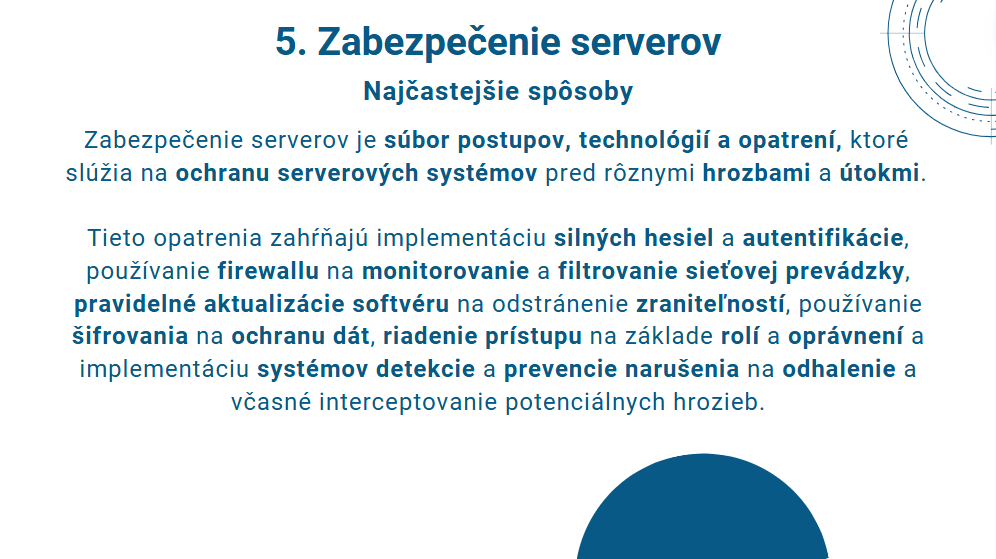 5. Zabezpečenie serverov
Najčastejšie spôsoby
Zabezpečenie serverov je súbor postupov, technológií a opatrení, ktoré
slúžia na ochranu serverových systémov pred rôznymi hrozbami a útokmi.
Tieto opatrenia zahŕňajú implementáciu silných hesiel a autentifikácie,
používanie firewallu na monitorovanie a filtrovanie sieťovej prevádzky,
pravidelné aktualizácie softvéru na odstránenie zraniteľností, používanie
šifrovania na ochranu dát, riadenie prístupu na základe rolí a oprávnení a
implementáciu systémov detekcie a prevencie narušenia na odhalenie a
včasné interceptovanie potenciálnych hrozieb.